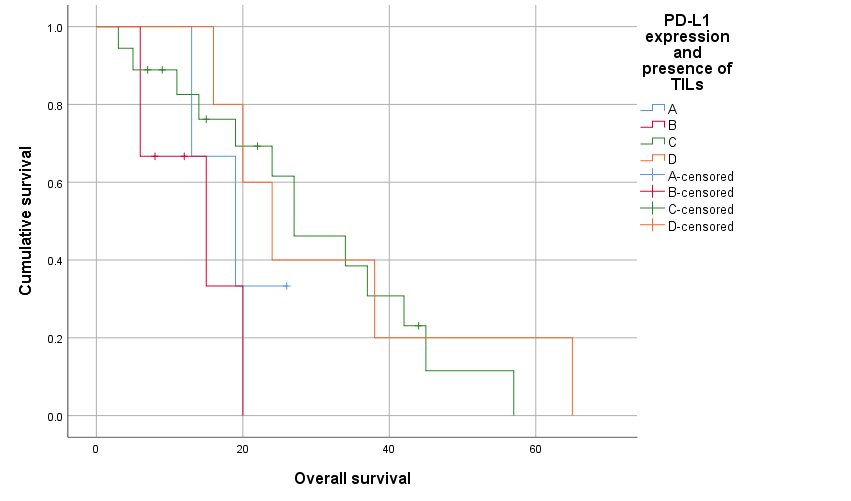 PD-L1
expression
and
presence of
TILs
A
B
C
D
A-censored
B-censored
C-censored
D-censored
1.0
0.8
0.6
0.4
0.2
0.0
Cumulative survival
0 20 40 60
Overall survival